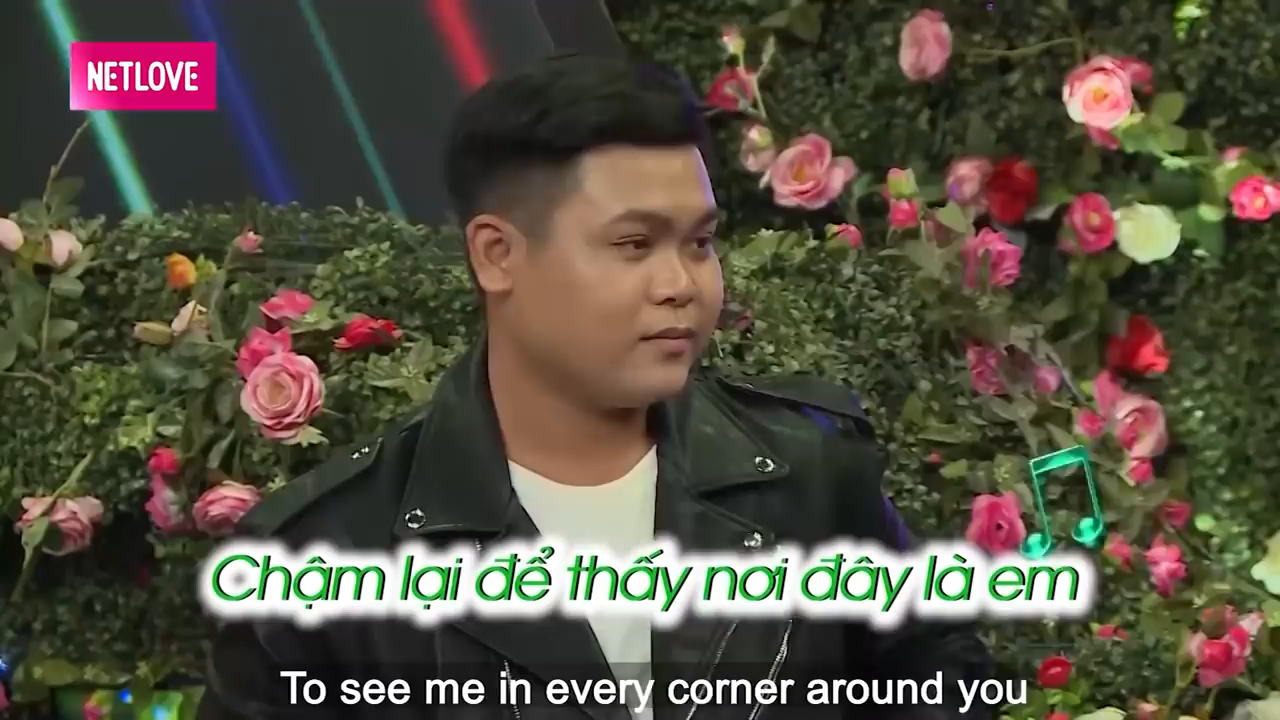 NETLOVE
Chậm lại để thấy nơi đây là em
To see me in every corner around you